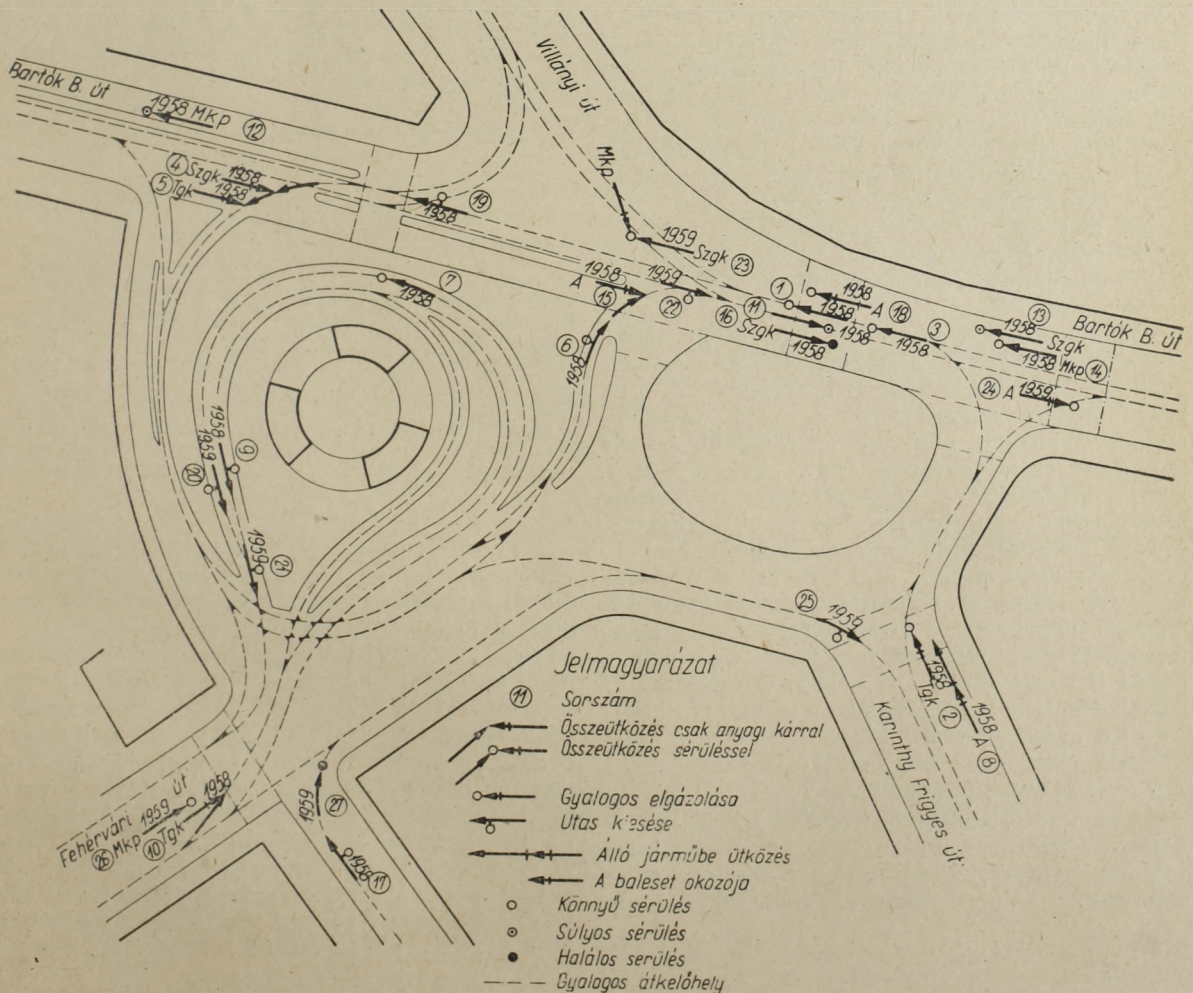 Bartók B. út
1958 Mkp
12
4 Szgk 1958
5 Tgk 1958
Villányi út
Mkp
19
1958
1959
Szgk 23
7
1958
1958
A
15
1959
22
16
11
1
1958
A 18
1958
1958
Szgk
1958
3
1958
13
1958
Szgk
1958
Mkp 14
Bartók B. út
24 A 1959
6
1958
1958
9
1959
20
1959
21
25
1959
1958
Tgk 2
1958
A 8
Karinthy Frigyes út
Fehérvári út
1958
1959
26 Mkp
10 Tgk
1959
27
1958 17
Jelmagyarázat
11 Sorszám
Összeütközés csak anyagi kárral
Összeütközés sérüléssel
Gyalogos elgázolása
Utas kiesése
Álló járműbe ütközés
A baleset okozója
Könnyű sérülés
Súlyos sérülés
Halálos serülés
Gyalogos átkelőhely